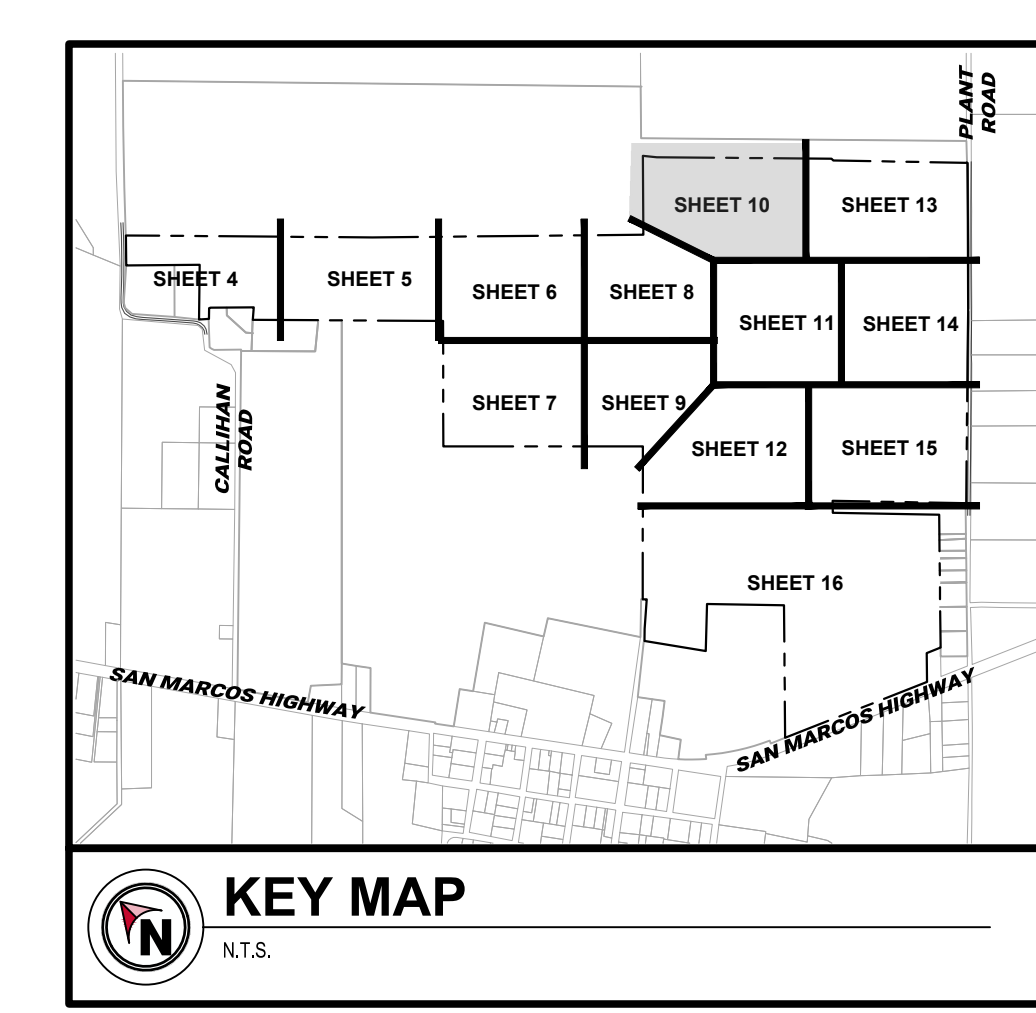 PLANT
ROAD
SHEET 10
SHEET 13
SHEET 4
SHEET 5
SHEET 6
SHEET 8
SHEET 11
SHEET 14
SHEET 7
SHEET 9
CALLIHAN
ROAD
SHEET 12
SHEET 15
SHEET 16
SAN MARCOS HIGHWAY
SAN MARCOS HIGHWAY
N
KEY MAP
N.T.S.